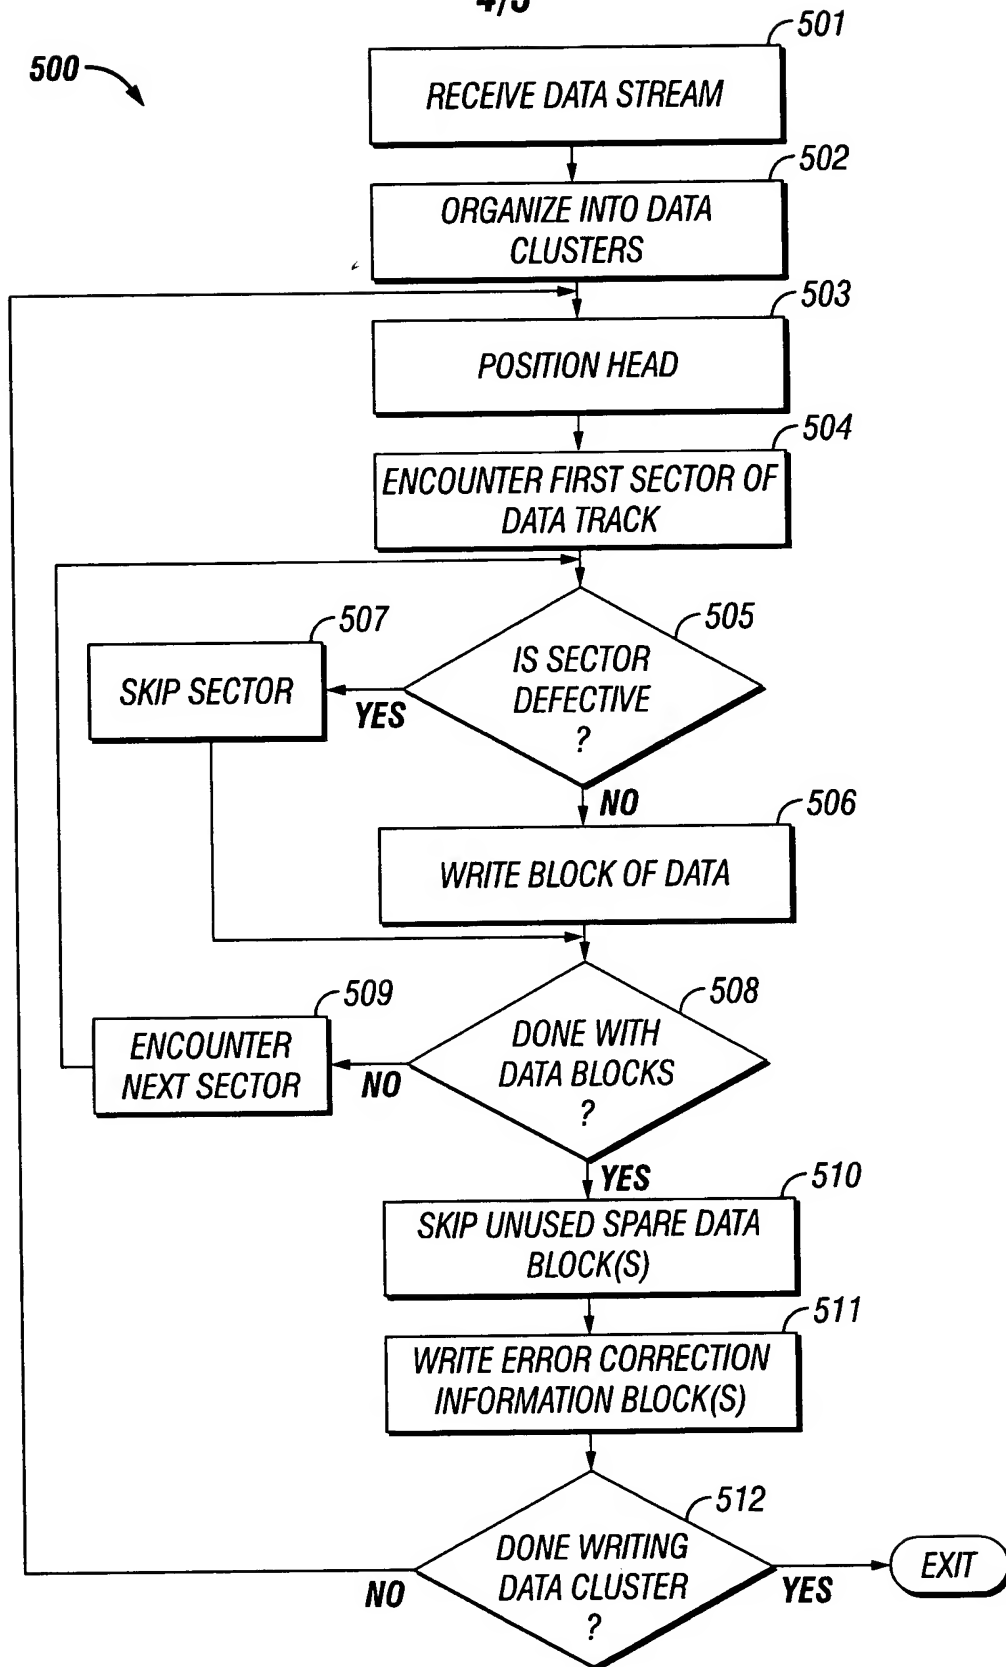 4/5
500
501
RECEIVE DATA STREAM
502
ORGANIZE INTO DATA
CLUSTERS
503
POSITION HEAD
504
ENCOUNTER FIRST SECTOR OF
DATA TRACK
505
IS SECTOR
DEFECTIVE
?
YES
507
SKIP SECTOR
NO
506
WRITE BLOCK OF DATA
508
DONE WITH
DATA BLOCKS
?
NO
509
ENCOUNTER
NEXT SECTOR
YES
510
SKIP UNUSED SPARE DATA
BLOCK(S)
511
WRITE ERROR CORRECTION
INFORMATION BLOCK(S)
512
DONE WRITING
DATA CLUSTER
?
NO
YES
EXIT